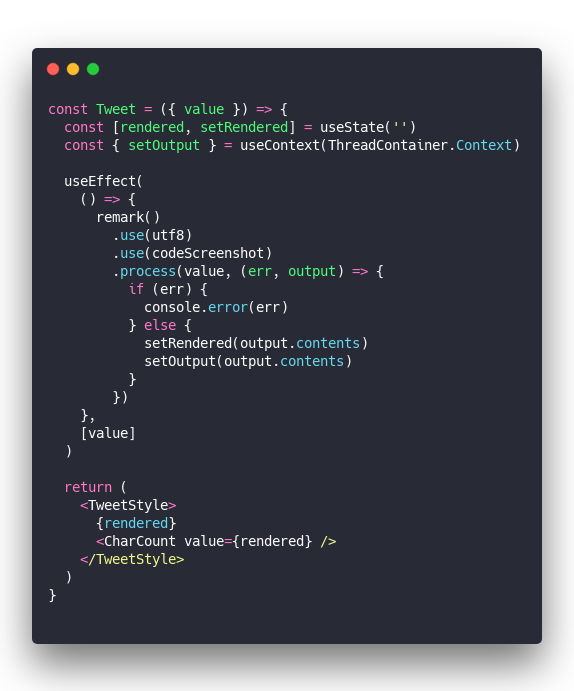 const Tweet = ({ value }) => {
  const [rendered, setRendered] = useState('')
  const { setOutput } = useContext(ThreadContainer.Context)

  useEffect(
    () => {
      remark()
        .use(utf8)
        .use(codeScreenshot)
        .process(value, (err, output) => {
          if (err) {
            console.error(err)
          } else {
            setRendered(output.contents)
            setOutput(output.contents)
          }
        })
    },
    [value]
  )

  return (
    <TweetStyle>
      {rendered}
      <CharCount value={rendered} />
    </TweetStyle>
  )
}